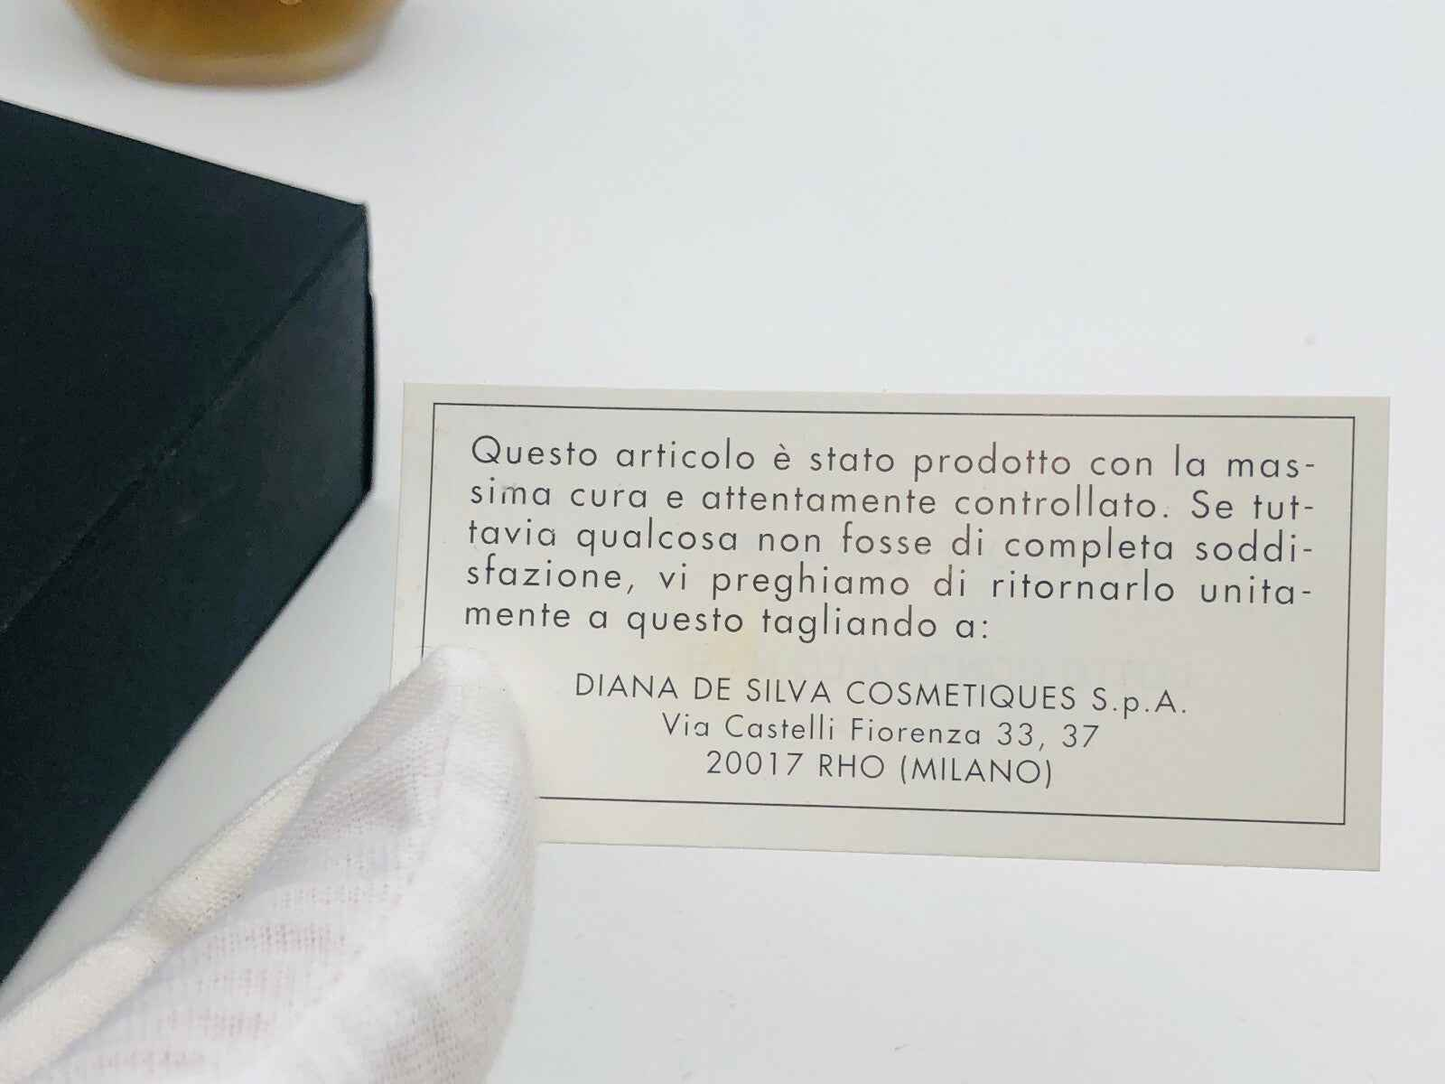 Questo articolo è stato prodotto con la mas-
sima cura e attentamente controllato. Se tut-
tavia qualcosa non fosse di completa soddi-
sfazione, vi preghiamo di ritornarlo unita-
mente a questo tagliando a:
DIANA DE SILVA COSMETIQUES S.p.A.
Via Castelli Fiorenza 33, 37
20017 RHO (MILANO)